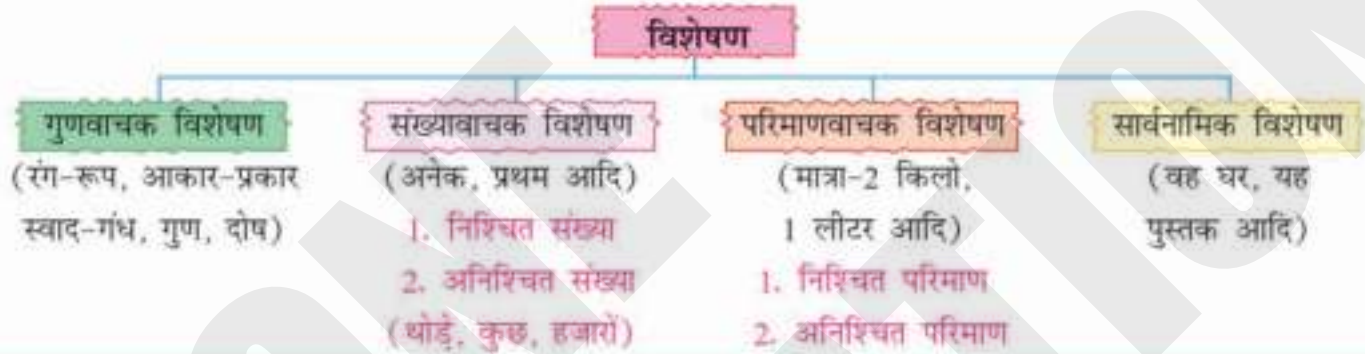 विशेषण
गुणवाचक विशेषण
(रंग-रूप, आकार-प्रकार
स्वाद-गंध, गुण, दोष)
संख्यावाचक विशेषण
(अनेक, प्रथम आदि)
1. निश्चित संख्या
2. अनिश्चित संख्या
(थोड़े, कुछ, हजारों)
परिमाणवाचक विशेषण
(मात्रा-2 किलो,
1 लीटर आदि)
1. निश्चित परिमाण
2. अनिश्चित परिमाण
सार्वनामिक विशेषण
(वह घर, यह
पुस्तक आदि)